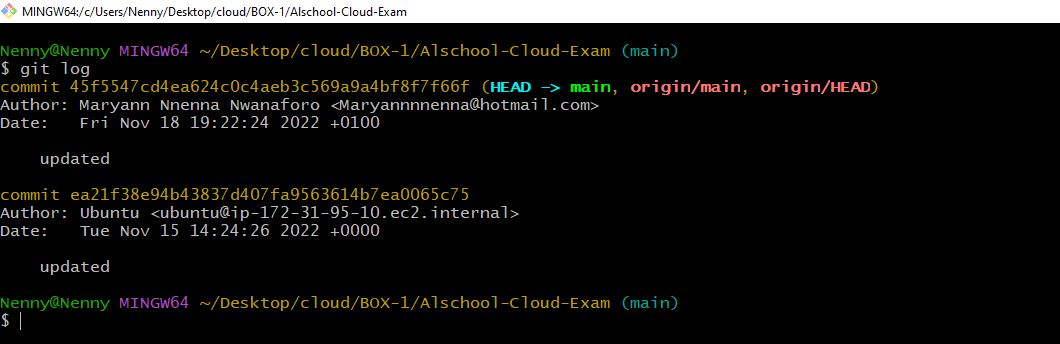 MINGW64:/c/Users/Nenny/Desktop/cloud/BOX-1/Alschool-Cloud-Exam
Nenny@Nenny MINGW64 ~/Desktop/cloud/BOX-1/Alschool-Cloud-Exam (main)
$ git log
commit 45f5547cd4ea624c0c4aeb3c569a9a4bf8f7f66f (HEAD -> main, origin/main, origin/HEAD)
Author: Maryann Nnenna Nwanaforo <Maryannnnenna@hotmail.com>
Date:   Fri Nov 18 19:22:24 2022 +0100
updated
commit ea21f38e94b43837d407fa9563614b7ea0065c75
Author: Ubuntu <ubuntu@ip-172-31-95-10.ec2.internal>
Date:   Tue Nov 15 14:24:26 2022 +0000
updated
Nenny@Nenny MINGW64 ~/Desktop/cloud/BOX-1/Alschool-Cloud-Exam (main)
$